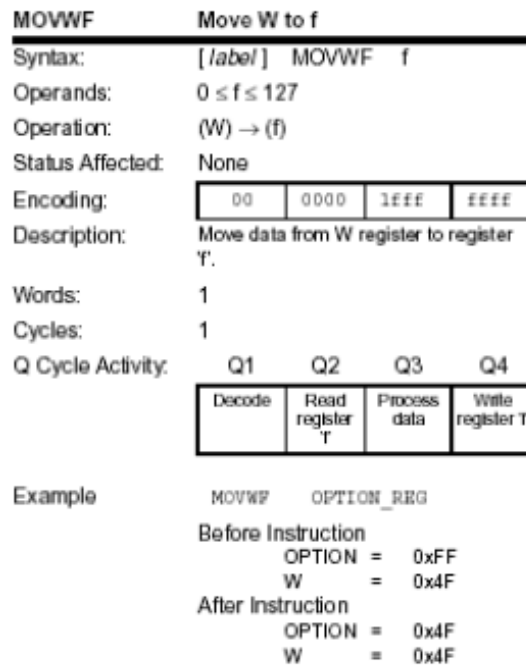 MOVWF Move W to f
Syntax: [ label ] MOVWF f
Operands: 0 ≤ f ≤ 127
Operation: (W) → (f)
Status Affected: None
Encoding: 00 0000 1fff ffff
Description: Move data from W register to register
'f'.
Words: 1
Cycles: 1
Q Cycle Activity: Q1 Q2 Q3 Q4
Decode Read Process Write
register data register 'f'
'f'
Example MOVWF OPTION_REG
Before Instruction
OPTION = 0xFF
W = 0x4F
After Instruction
OPTION = 0x4F
W = 0x4F